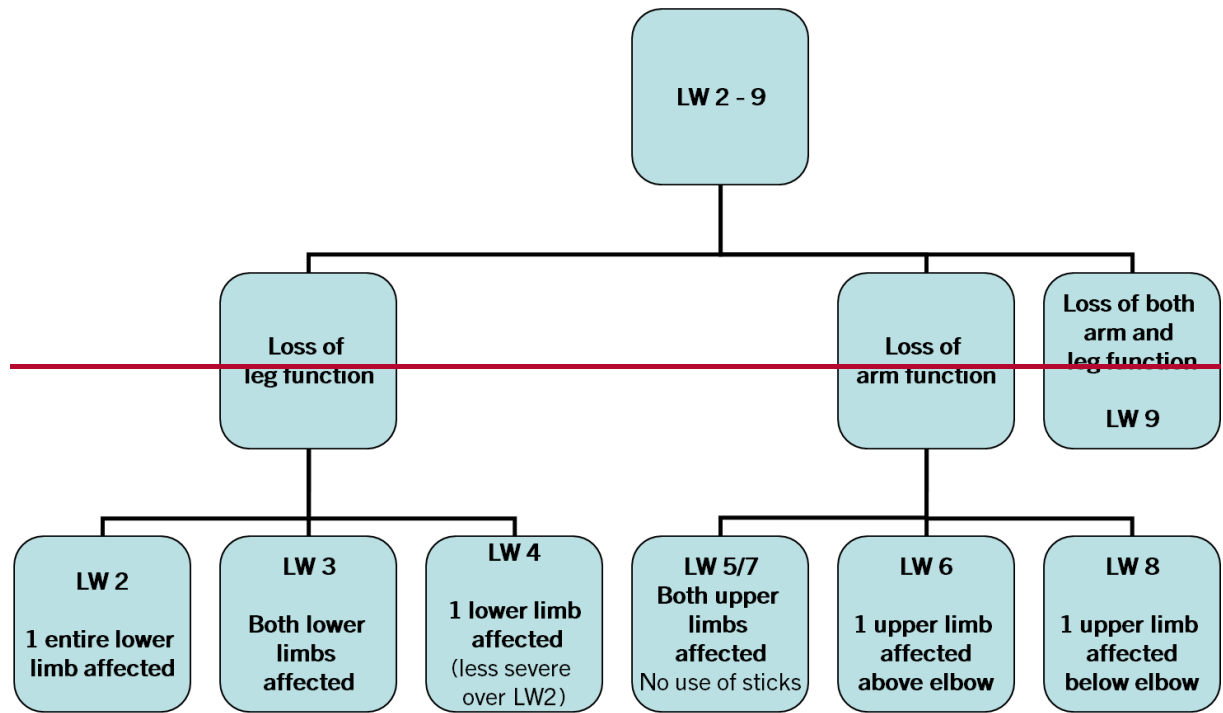 LW 2 - 9
Loss of
leg function
Loss of
arm function
Loss of both
arm and
leg function
LW 9
LW 2
1 entire lower
limb affected
LW 3
Both lower
limbs
affected
LW 4
1 lower limb
affected
(less severe
over LW2)
LW 5/7
Both upper
limbs
affected
No use of sticks
LW 6
1 upper limb
affected
above elbow
LW 8
1 upper limb
affected
below elbow